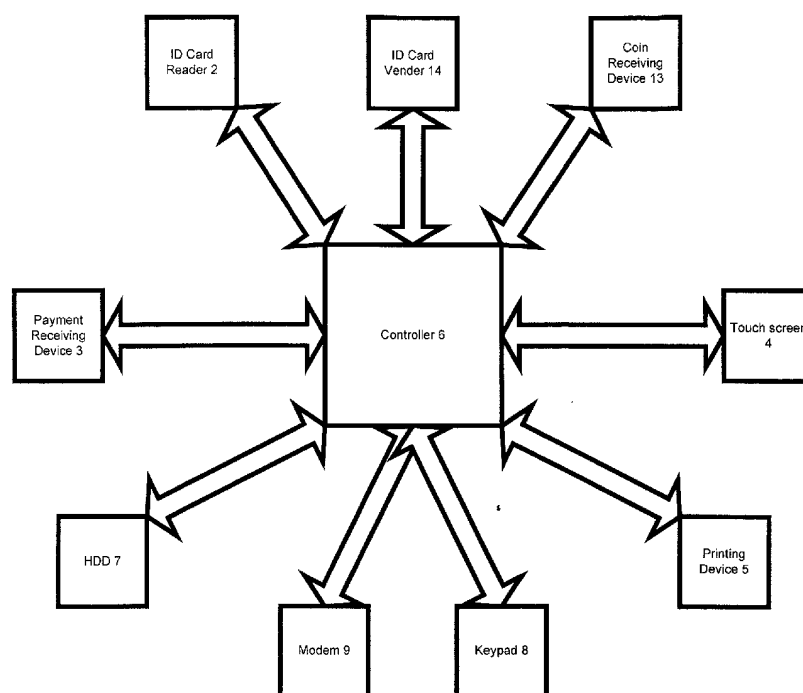 ID Card
Reader 2
ID Card
Vender 14
Coin
Receiving
Device 13
Payment
Receiving
Device 3
Controller 6
Touch screen
4
HDD 7
Printing
Device 5
Modem 9
Keypad 8